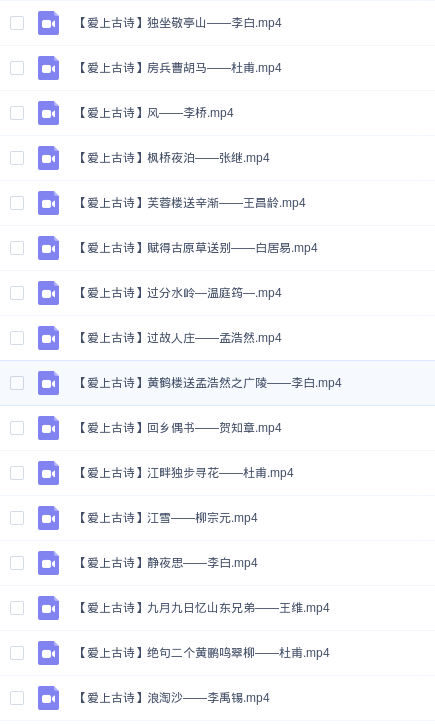 【爱上古诗】独坐敬亭山——李白.mp4
【爱上古诗】房兵曹胡马——杜甫.mp4
【爱上古诗】风——李桥.mp4
【爱上古诗】枫桥夜泊——张继.mp4
【爱上古诗】芙蓉楼送辛渐——王昌龄.mp4
【爱上古诗】赋得古原草送别——白居易.mp4
【爱上古诗】过分水岭—温庭筠—.mp4
【爱上古诗】过故人庄——孟浩然.mp4
【爱上古诗】黄鹤楼送孟浩然之广陵——李白.mp4
【爱上古诗】回乡偶书——贺知章.mp4
【爱上古诗】江畔独步寻花——杜甫.mp4
【爱上古诗】江雪——柳宗元.mp4
【爱上古诗】静夜思——李白.mp4
【爱上古诗】九月九日忆山东兄弟——王维.mp4
【爱上古诗】绝句二个黄鹂鸣翠柳——杜甫.mp4
【爱上古诗】浪淘沙——李禹锡.mp4